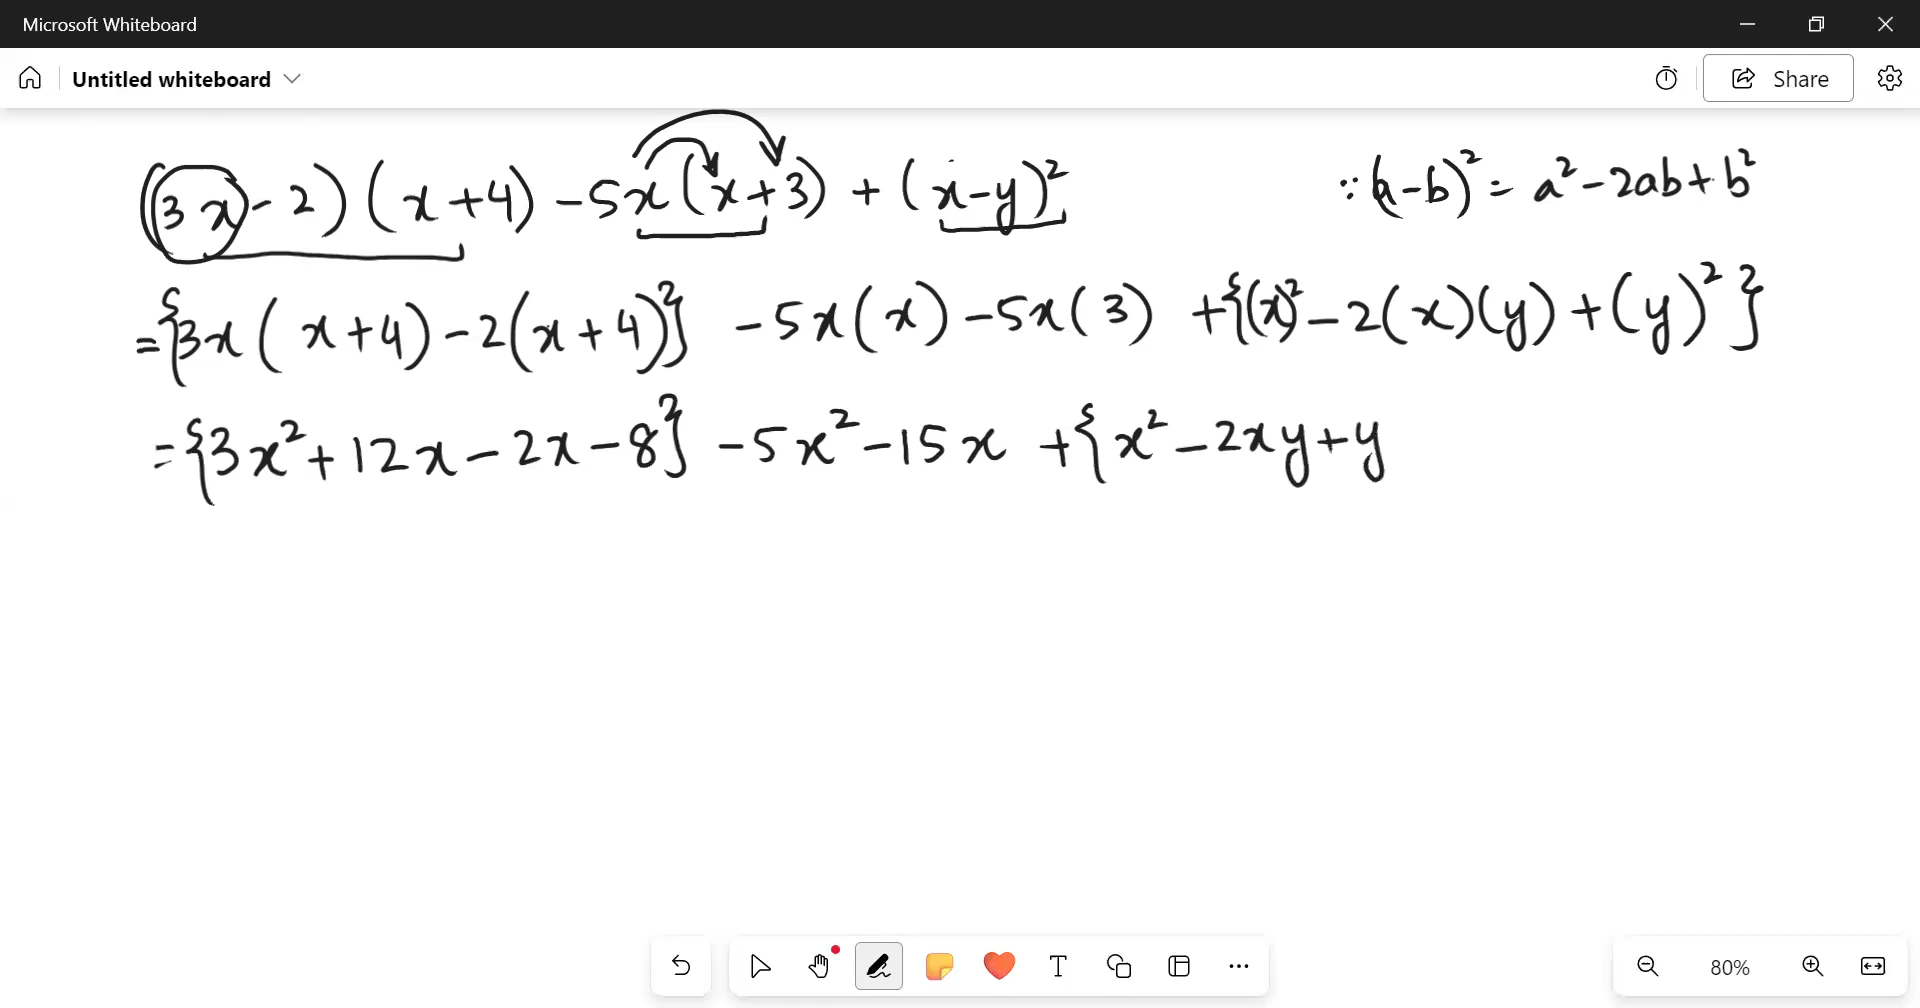 Microsoft Whiteboard
Untitled whiteboard
Share
(3x-2)(x+4)-5x(x+3)+(x-y)²
∵(a-b)²=a²-2ab+b²
={3x(x+4)-2(x+4)}-5x(x)-5x(3)+{(x)²-2(x)(y)+(y)²}
={3x²+12x-2x-8}-5x²-15x+{x²-2xy+y
T
80%